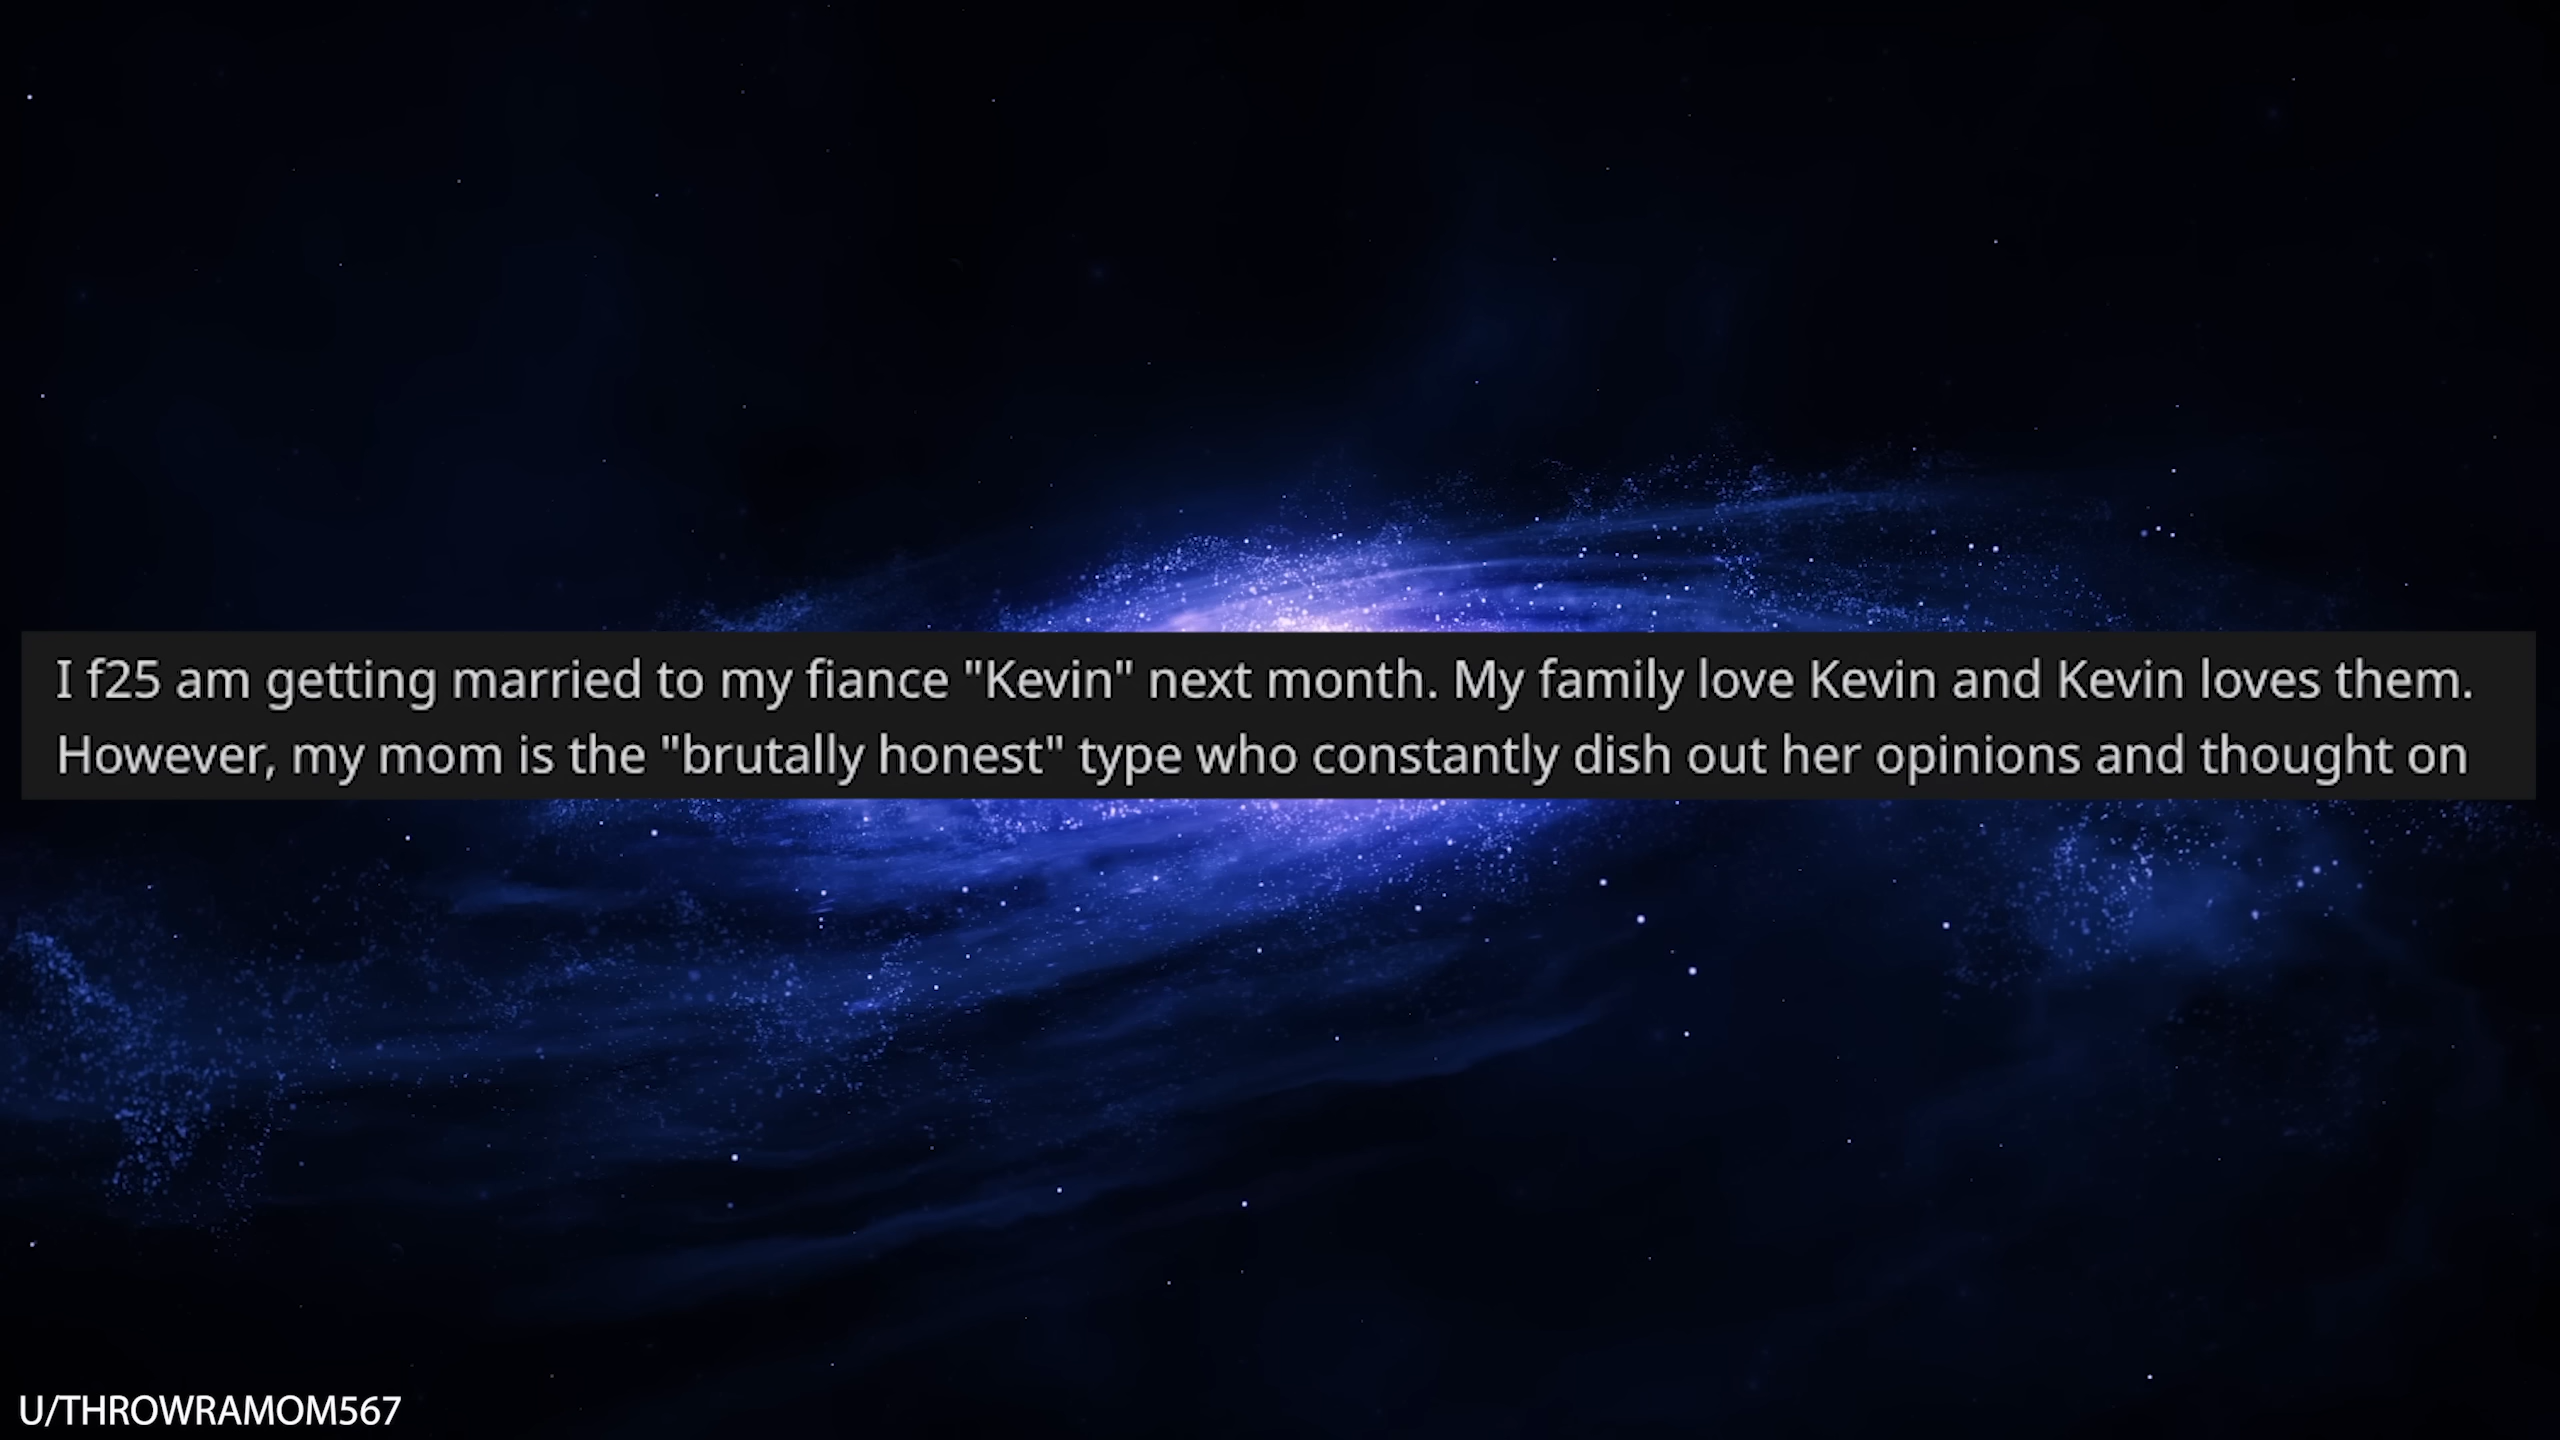 I f25 am getting married to my fiance "Kevin" next month. My family love Kevin and Kevin loves them.
However, my mom is the "brutally honest" type who constantly dish out her opinions and thought on
U/THROWRAMOM567